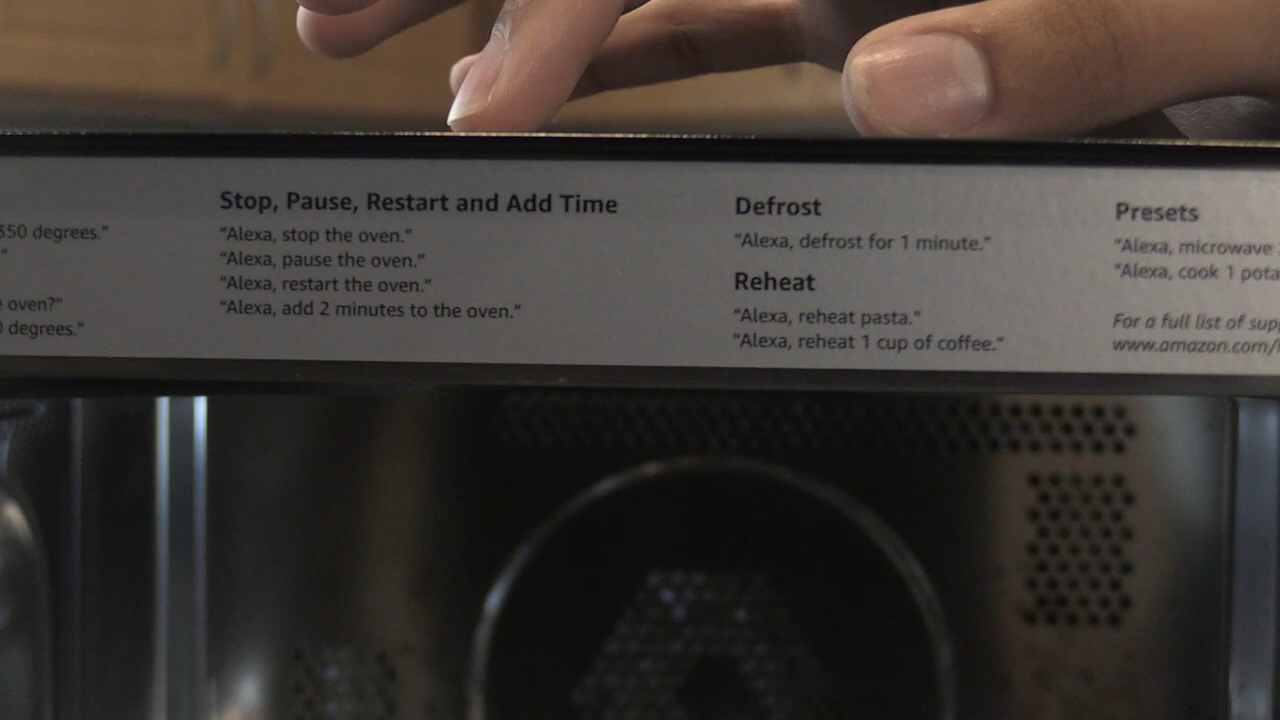 350 degrees."
"
oven?"
0 degrees."
Stop, Pause, Restart and Add Time
"Alexa, stop the oven."
"Alexa, pause the oven."
"Alexa, restart the oven."
"Alexa, add 2 minutes to the oven."
Defrost
"Alexa, defrost for 1 minute."
Reheat
"Alexa, reheat pasta."
"Alexa, reheat 1 cup of coffee."
Presets
"Alexa, microwave
"Alexa, cook 1 pota
For a full list of sup
www.amazon.com/